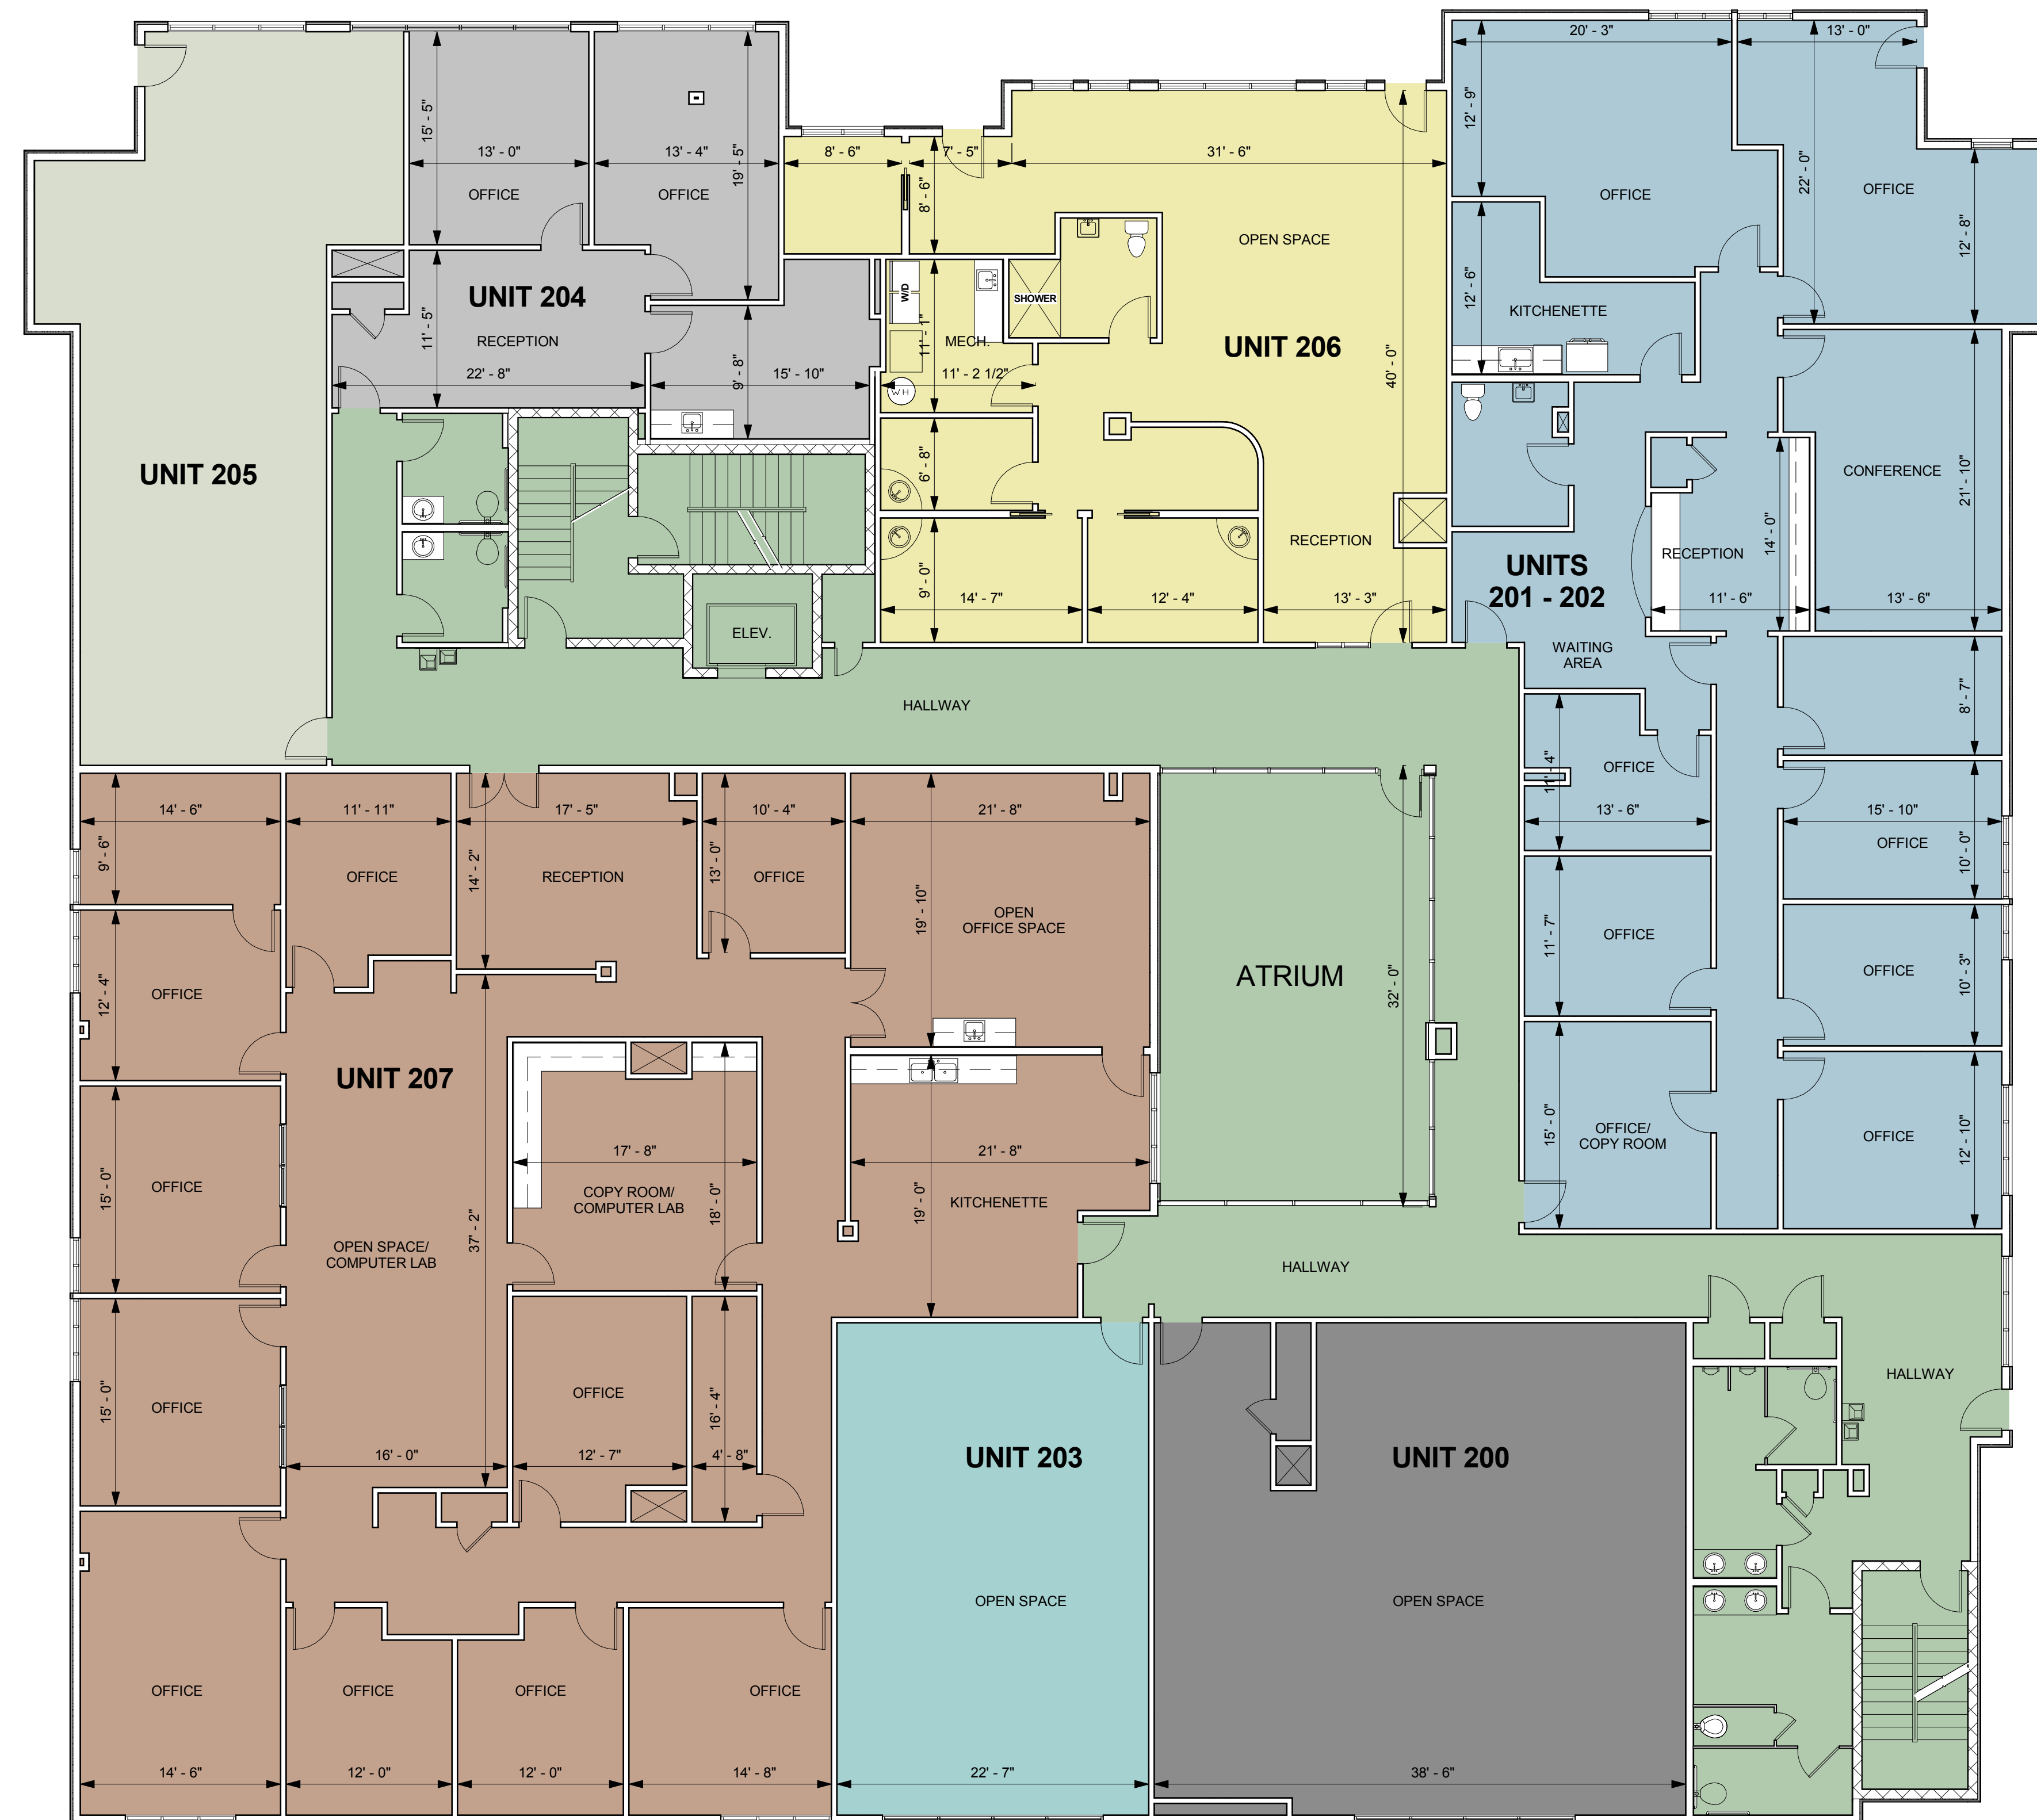 20' - 3"
13' - 0"
15' - 5"
13' - 0"
OFFICE
13' - 4"
19' - 5"
OFFICE
8' - 6"
7' - 5"
8' - 6"
31' - 6"
OPEN SPACE
12' - 9"
OFFICE
22' - 0"
OFFICE
12' - 8"
UNIT 204
RECEPTION
11' - 5"
22' - 8"
9' - 8"
15' - 10"
W/D
SHOWER
11' - 1"
MECH.
11' - 2 1/2"
WH
UNIT 206
40' - 0"
12' - 6"
KITCHENETTE
UNIT 205
6' - 8"
9' - 0"
14' - 7"
12' - 4"
RECEPTION
13' - 3"
ELEV.
UNITS
201 - 202
RECEPTION
14' - 0"
11' - 6"
CONFERENCE
21' - 10"
13' - 6"
WAITING
AREA
8' - 7"
HALLWAY
11' - 4"
OFFICE
13' - 6"
15' - 10"
OFFICE
10' - 0"
14' - 6"
9' - 6"
11' - 11"
OFFICE
17' - 5"
14' - 2"
RECEPTION
10' - 4"
13' - 0"
OFFICE
21' - 8"
19' - 10"
OPEN
OFFICE SPACE
ATRIUM
32' - 0"
11' - 7"
OFFICE
OFFICE
10' - 3"
12' - 4"
OFFICE
UNIT 207
15' - 0"
OFFICE
OPEN SPACE/
COMPUTER LAB
37' - 2"
17' - 8"
COPY ROOM/
COMPUTER LAB
18' - 0"
21' - 8"
19' - 0"
KITCHENETTE
15' - 0"
OFFICE/
COPY ROOM
OFFICE
12' - 10"
HALLWAY
HALLWAY
15' - 0"
OFFICE
16' - 0"
OFFICE
12' - 7"
16' - 4"
4' - 8"
UNIT 203
OPEN SPACE
UNIT 200
OPEN SPACE
OFFICE
OFFICE
OFFICE
OFFICE
14' - 6"
12' - 0"
12' - 0"
14' - 8"
22' - 7"
38' - 6"